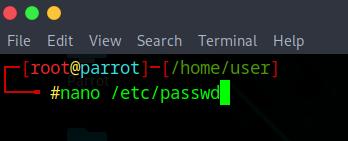 File Edit View Search Terminal Help
[root@parrot]─[/home/user]
#nano /etc/passwd